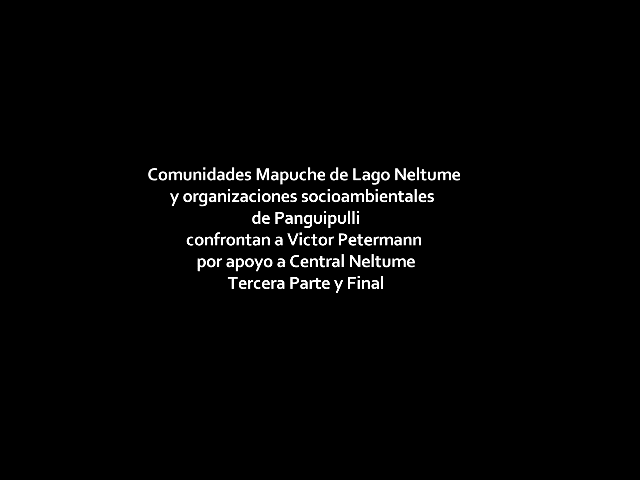 Comunidades Mapuche de Lago Neltume
y organizaciones socioambientales
de Panguipulli
confrontan a Victor Petermann
por apoyo a Central Neltume
Tercera Parte y Final